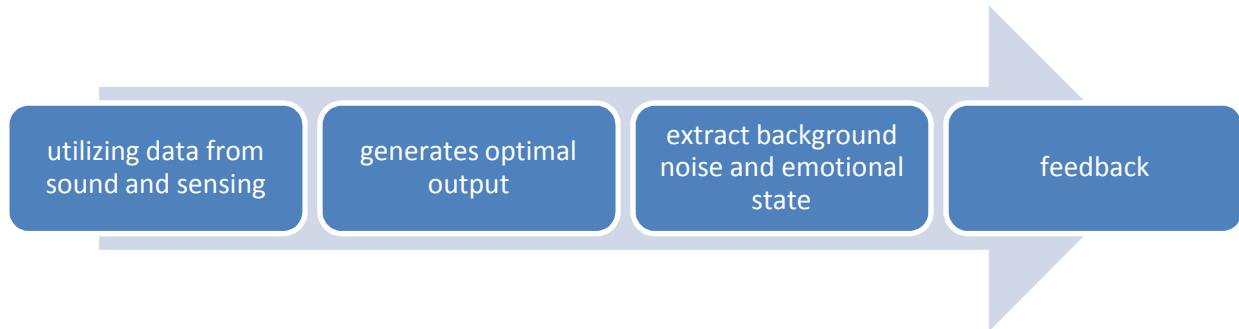 utilizing data from
sound and sensing
generates optimal
output
extract background
noise and emotional
state
feedback